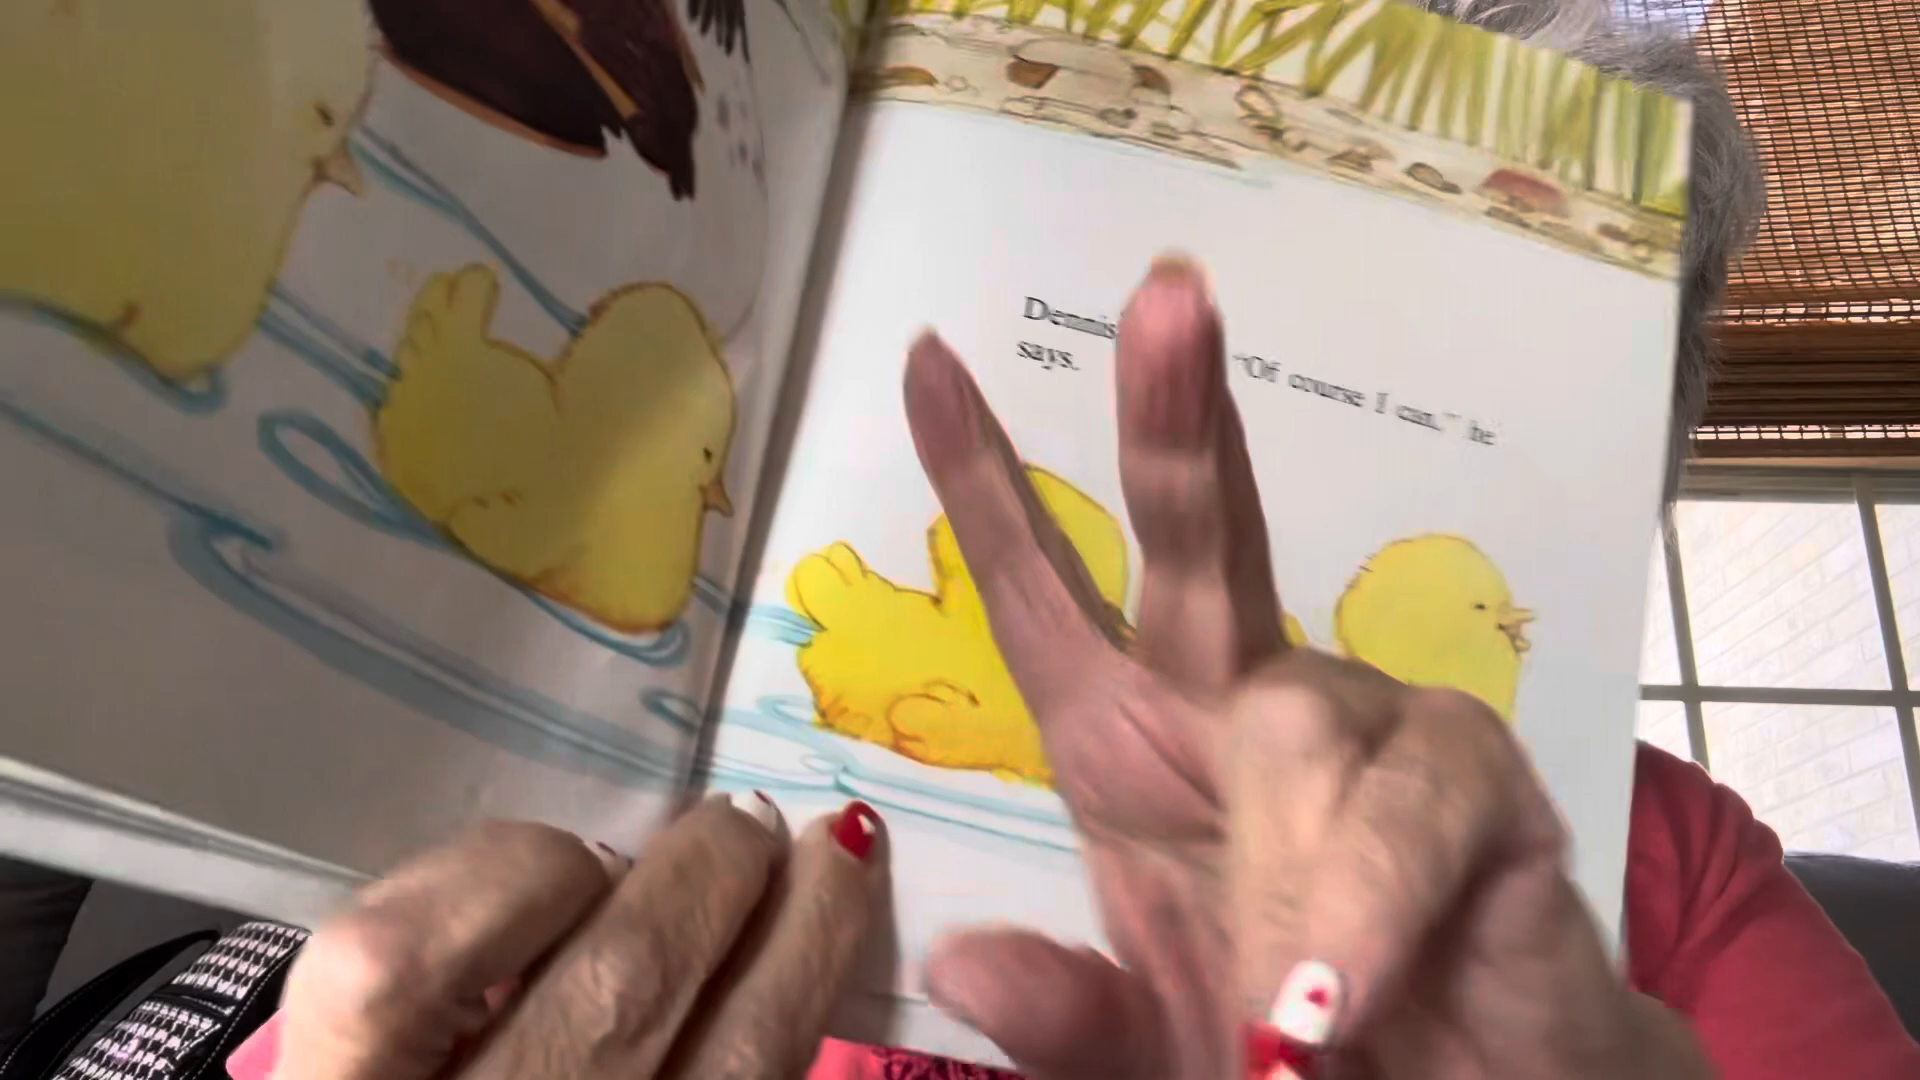 Dennis “Of course I can,” he
says.